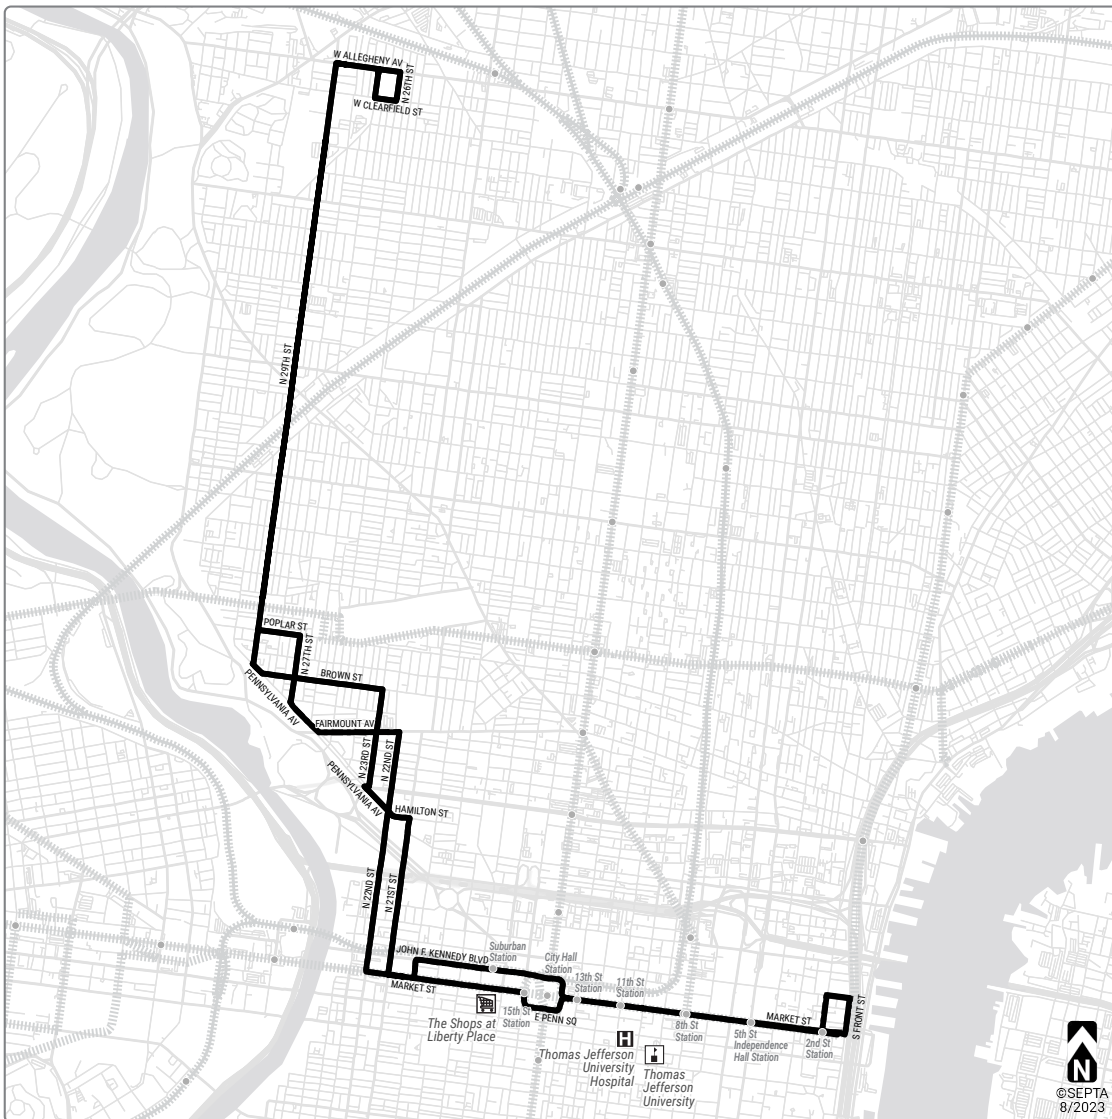 W ALLEGHENY AV
N 26TH ST
W CLEARFIELD ST
N 29TH ST
POPLAR ST
N 27TH ST
BROWN ST
PENNSYLVANIA AV
FAIRMOUNT AV
N 23RD ST
N 22ND ST
PENNSYLVANIA AV
HAMILTON ST
N 22ND ST
N 21ST ST
JOHN F. KENNEDY BLVD
Suburban
Station
City Hall
Station
13th St
Station
11th St
Station
MARKET ST
15th St
Station
E PENN SQ
8th St
Station
5th St
Independence
Hall Station
MARKET ST
2nd St
Station
S FRONT ST
The Shops at
Liberty Place
H
Thomas Jefferson
University
Hospital
Thomas
Jefferson
University
N
©SEPTA
8/2023